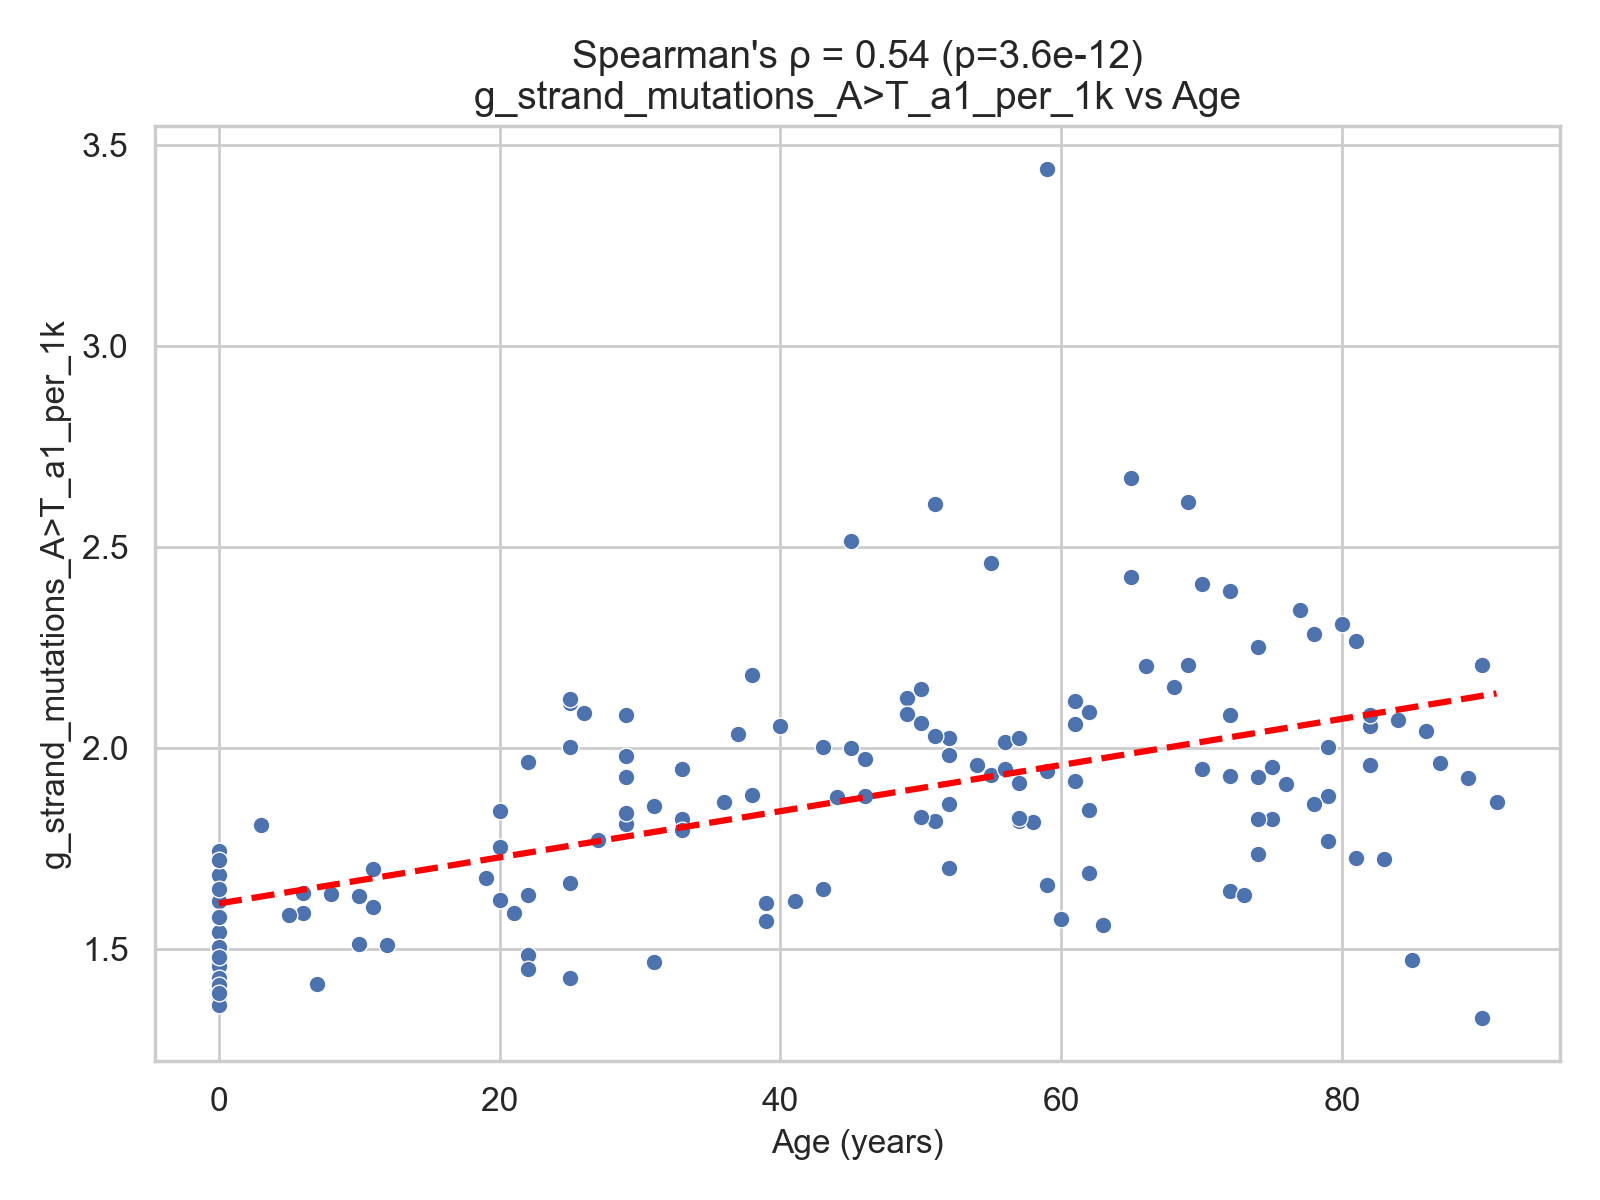 Spearman's ρ = 0.54 (p=3.6e-12)
g_strand_mutations_A>T_a1_per_1k vs Age
g_strand_mutations_A>T_a1_per_1k
3.5
3.0
2.5
2.0
1.5
0
20
40
60
80
Age (years)